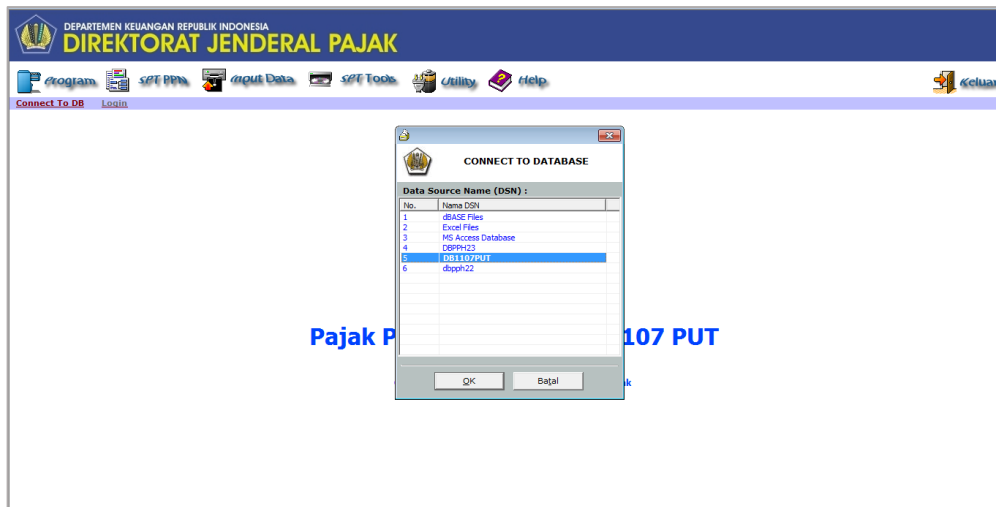 DEPARTEMEN KEUANGAN REPUBLIK INDONESIA
DIREKTORAT JENDERAL PAJAK
Program SPT PPN Input Data SPT Tools Utility Help Keluar
Connect To DB Login
CONNECT TO DATABASE
Data Source Name (DSN) :
No. Nama DSN
1 dBASE Files
2 Excel Files
3 MS Access Database
4 DBPPH23
5 DB1107PUT
6 dbpph22
Pajak P 107 PUT
OK Batal